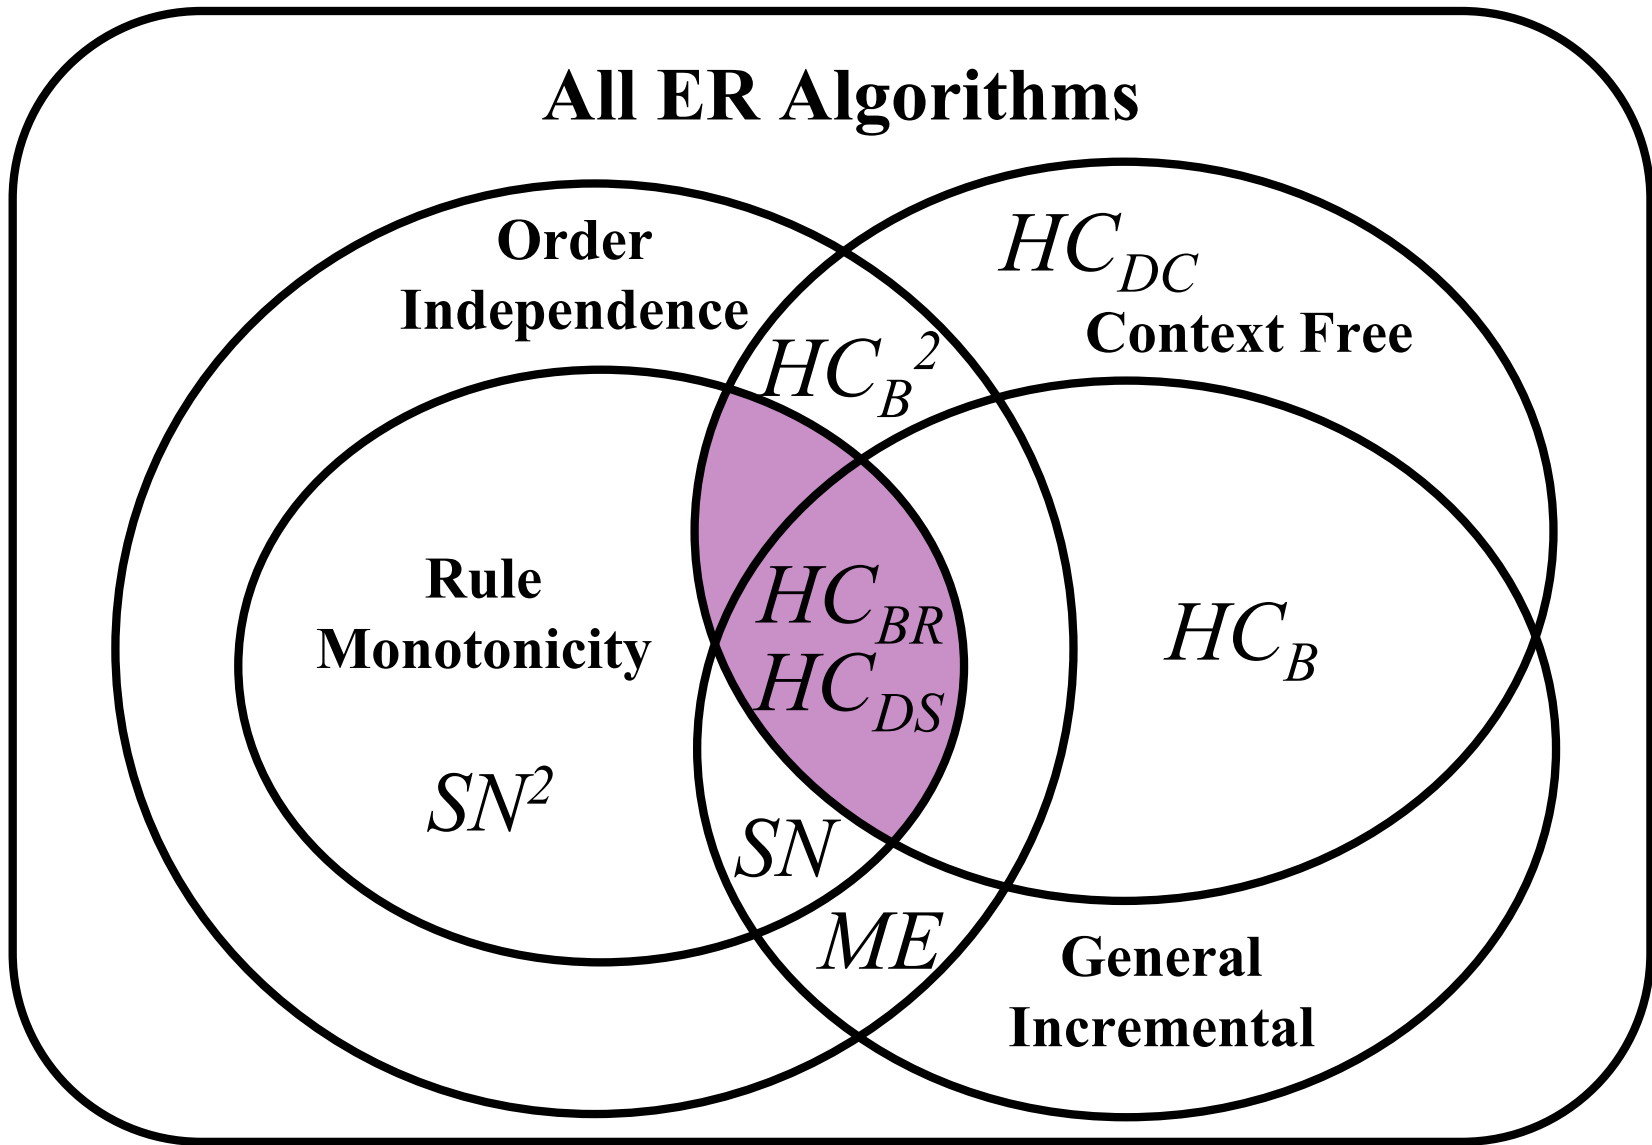 All ER Algorithms
Order
Independence
HC_DC
Context Free
HC_B^2
Rule
Monotonicity
HC_BR
HC_DS
HC_B
SN^2
SN
ME
General
Incremental